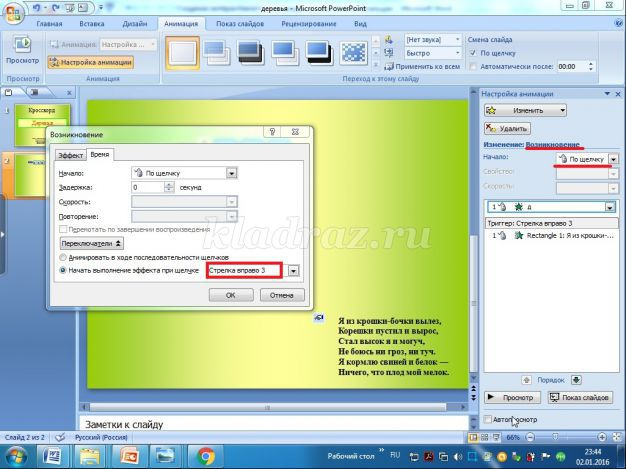 деревья - Microsoft PowerPoint
Главная Вставка Дизайн Анимация Показ слайдов Рецензирование Вид
Просмотр
Анимация: Настройка ...
Настройка анимации
[Нет звука]
Быстро
Применить ко всем
Смена слайда
По щелчку
Автоматически после: 00:00
Просмотр Анимация Переход к этому слайду
1
Кроссворд
Деревья
2
Возникновение
Эффект Время
Начало: По щелчку
Задержка: 0 секунд
Скорость:
Повторение:
Перемотать по завершении воспроизведения
Переключатели
Анимировать в ходе последовательности щелчков
Начать выполнение эффекта при щелчке Стрелка вправо 3
OK Отмена
kladraz.ru
Я из крошки-бочки вылез,
Корешки пустил и вырос,
Стал высок я и могуч,
Не боюсь ни гроз, ни туч.
Я кормлю свиней и белок —
Ничего, что плод мой мелок.
Настройка анимации
Изменить
Удалить
Изменение: Возникновение
Начало: По щелчку
Свойство:
Скорость:
1 д
Триггер: Стрелка вправо 3
1 Rectangle 1: Я из крошки-...
Порядок
Просмотр Показ слайдов
Автопросмотр
Заметки к слайду
Слайд 2 из 2 Русский (Россия) 66%
Рабочий стол RU 23:44
02.01.2016